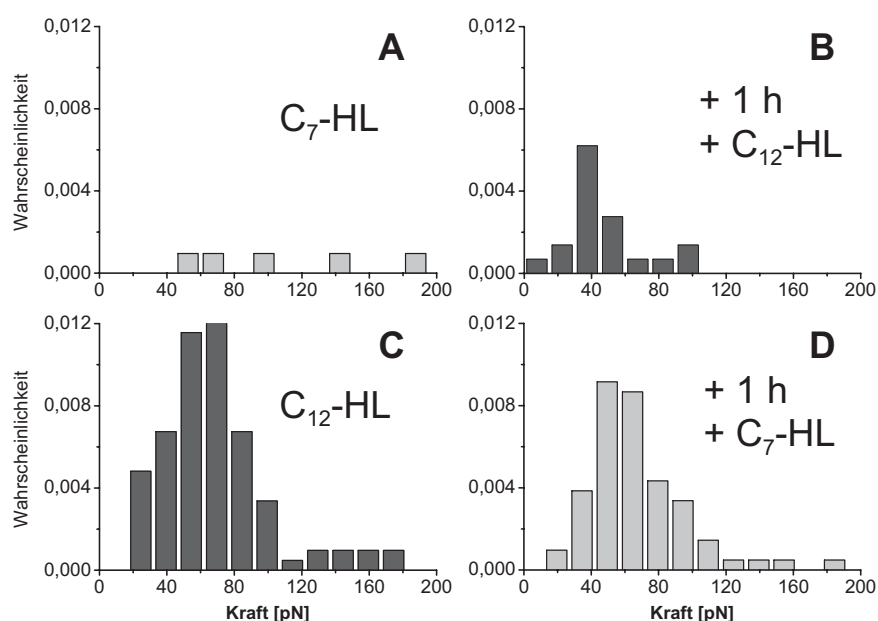 0,012
0,008
0,004
0,000
Wahrscheinlichkeit
A
C₇-HL
0 40 80 120 160 200
0,012
0,008
0,004
0,000
B
+ 1 h
+ C₁₂-HL
0 40 80 120 160 200
0,012
0,008
0,004
0,000
Wahrscheinlichkeit
C
C₁₂-HL
0 40 80 120 160 200
Kraft [pN]
0,012
0,008
0,004
0,000
D
+ 1 h
+ C₇-HL
0 40 80 120 160 200
Kraft [pN]